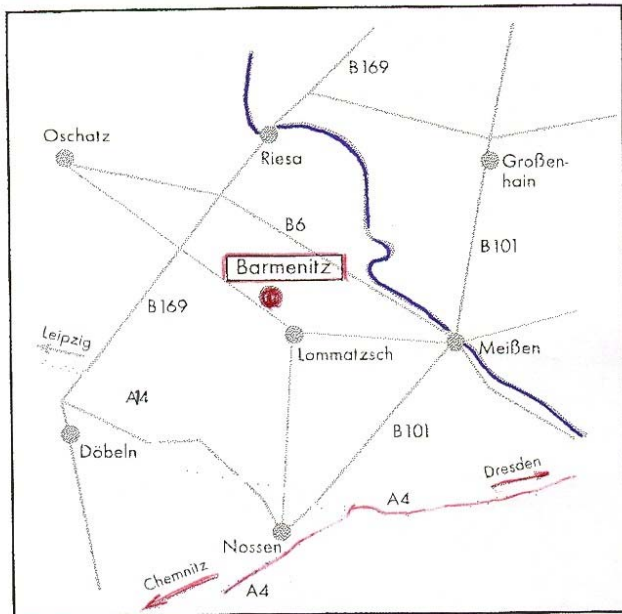 B169
Oschatz
Riesa
Großen-
hain
B6
B101
Barmenitz
B169
Leipzig
Lommatzsch
Meißen
A14
Döbeln
B101
Dresden
A4
Nossen
Chemnitz
A4